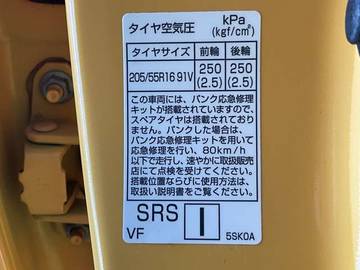 タイヤ空気圧 kPa
(kgf/cm²)
タイヤサイズ 前輪 後輪
205/55R16 91V 250 250
(2.5) (2.5)
この車両には、パンク応急修理
キットが搭載されていますので、
スペアタイヤは搭載されており
ません。パンクした場合は、
パンク応急修理キットを用いて
応急修理を行い、80km/h
以下で走行し、速やかに取扱販売
店にて点検を受けてください。
搭載位置ならびに使用方法は、
取扱い説明書をご覧ください。
SRS I
VF 5SK0A